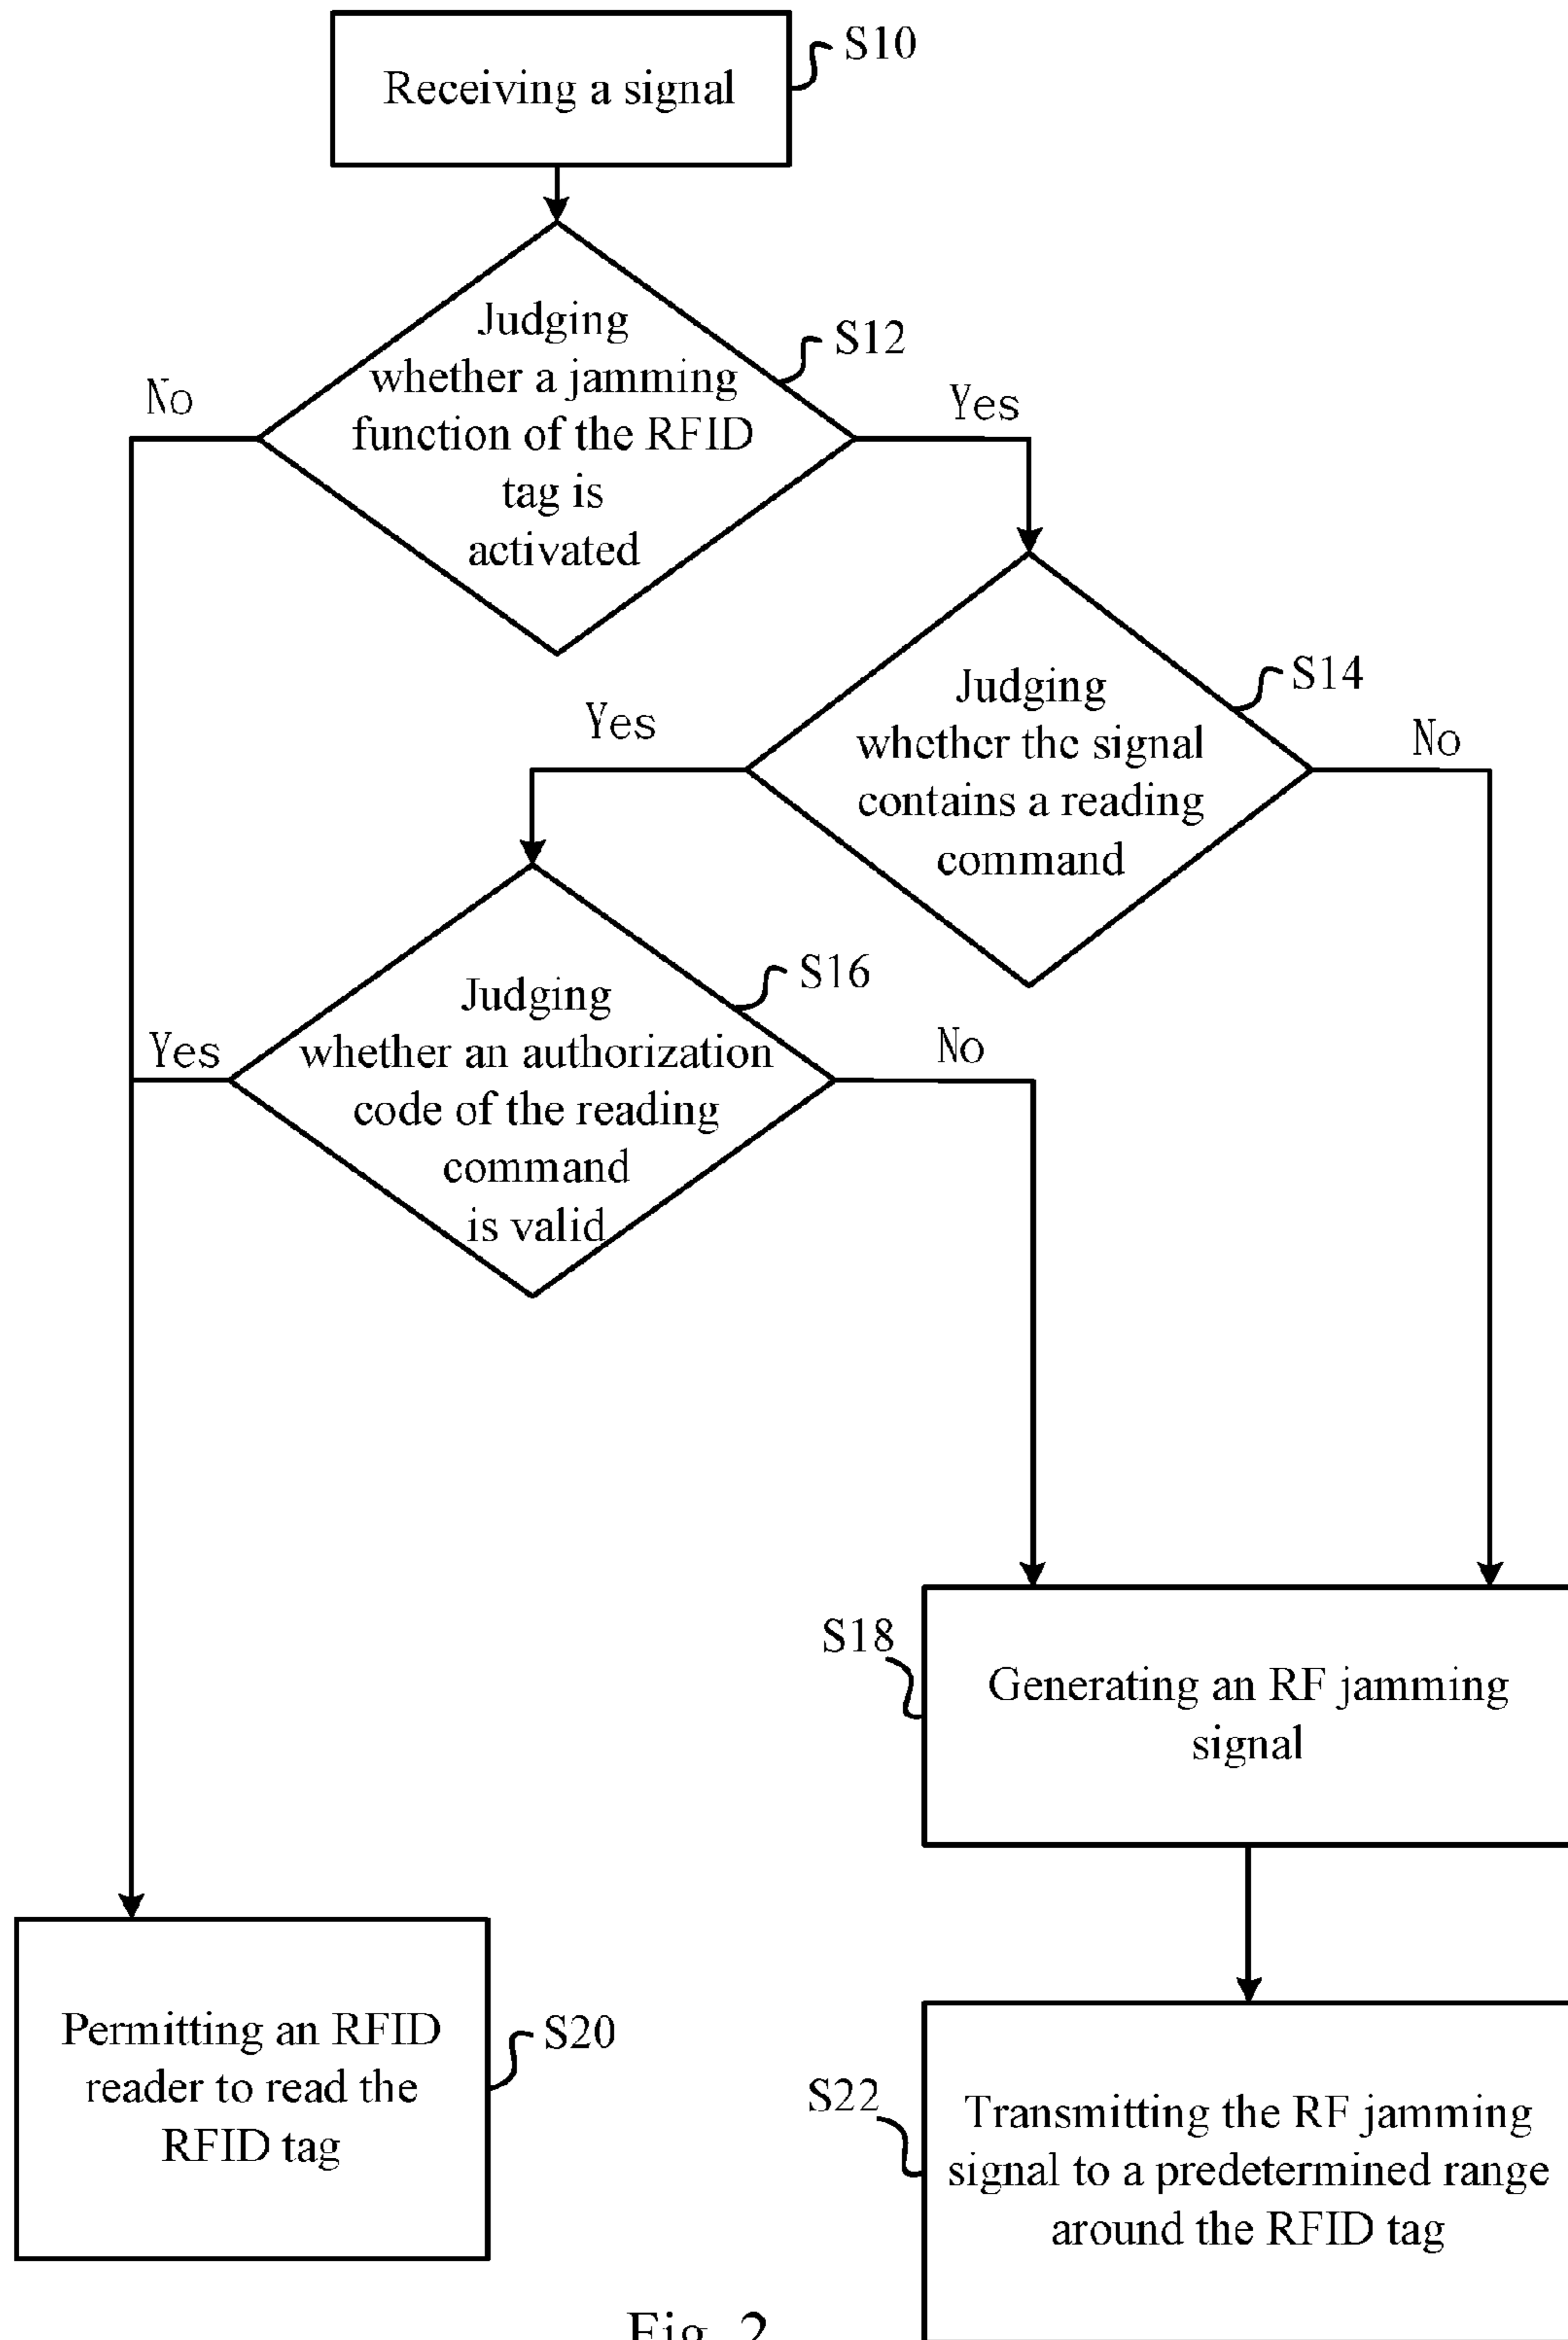 S10
Receiving a signal
S12
Judging
whether a jamming
function of the RFID
tag is
activated
No
Yes
S14
Judging
whether the signal
contains a reading
command
Yes
No
S16
Judging
whether an authorization
code of the reading
command
is valid
Yes
No
S18
Generating an RF jamming
signal
Permitting an RFID
reader to read the
RFID tag
S20
S22
Transmitting the RF jamming
signal to a predetermined range
around the RFID tag
Fig. 2